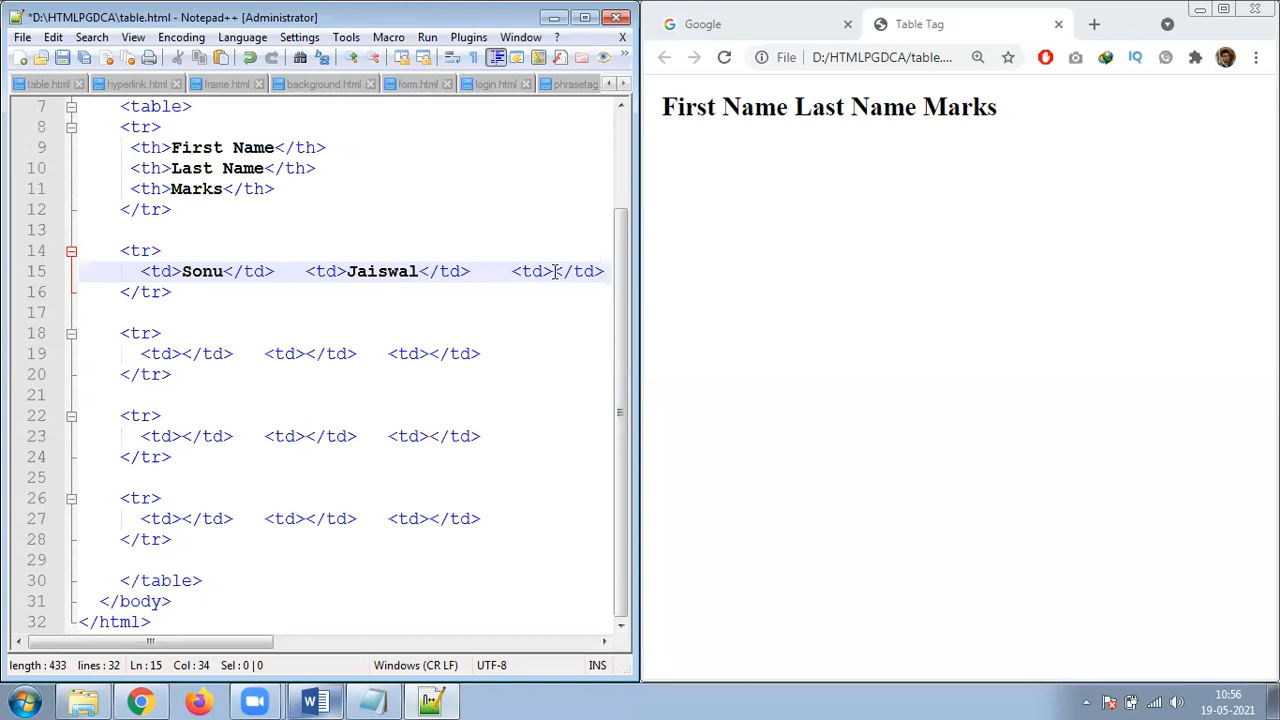 *D:\HTMLPGDCA\table.html - Notepad++ [Administrator]
File Edit Search View Encoding Language Settings Tools Macro Run Plugins Window ? X
table.html hyperlink.html frame.html background.html form.html login.html phrasetag
7 <table>
8 <tr>
9 <th>First Name</th>
10 <th>Last Name</th>
11 <th>Marks</th>
12 </tr>
13
14 <tr>
15 <td>Sonu</td> <td>Jaiswal</td> <td></td>
16 </tr>
17
18 <tr>
19 <td></td> <td></td> <td></td>
20 </tr>
21
22 <tr>
23 <td></td> <td></td> <td></td>
24 </tr>
25
26 <tr>
27 <td></td> <td></td> <td></td>
28 </tr>
29
30 </table>
31 </body>
32 </html>
length : 433 lines : 32 Ln : 15 Col : 34 Sel : 0 | 0 Windows (CR LF) UTF-8 INS
Google Table Tag
File D:/HTMLPGDCA/table....
First Name Last Name Marks
10:56
19-05-2021